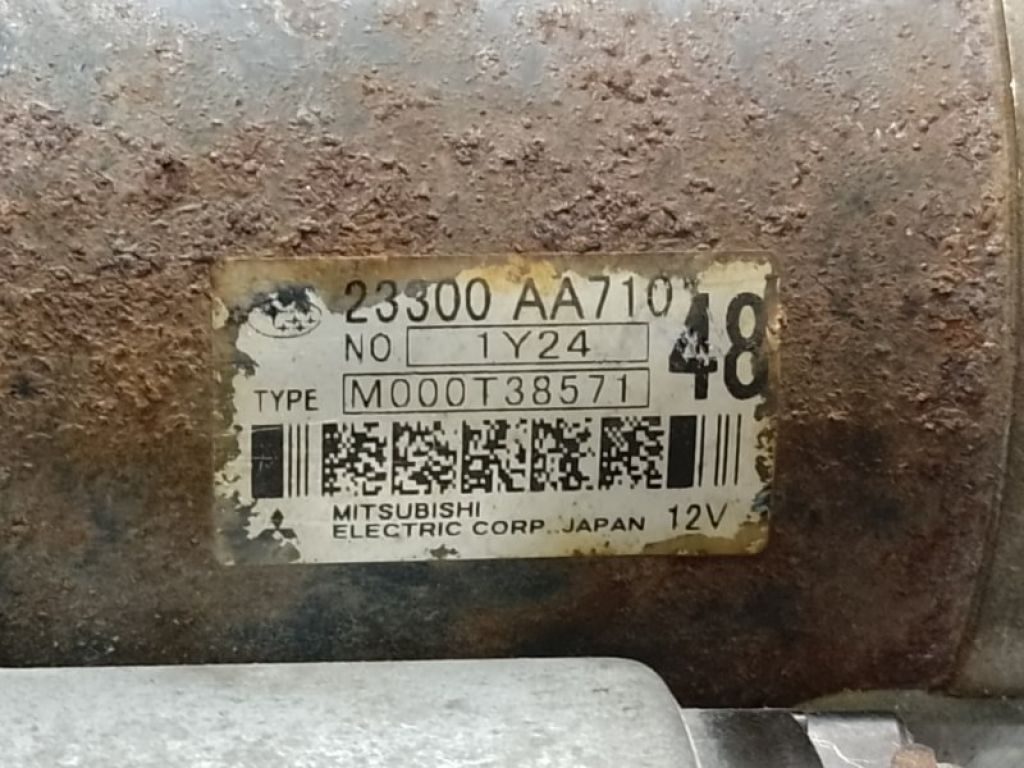 23300 AA710
48
NO 1Y24
TYPE M000T38571
MITSUBISHI
ELECTRIC CORP. JAPAN 12V